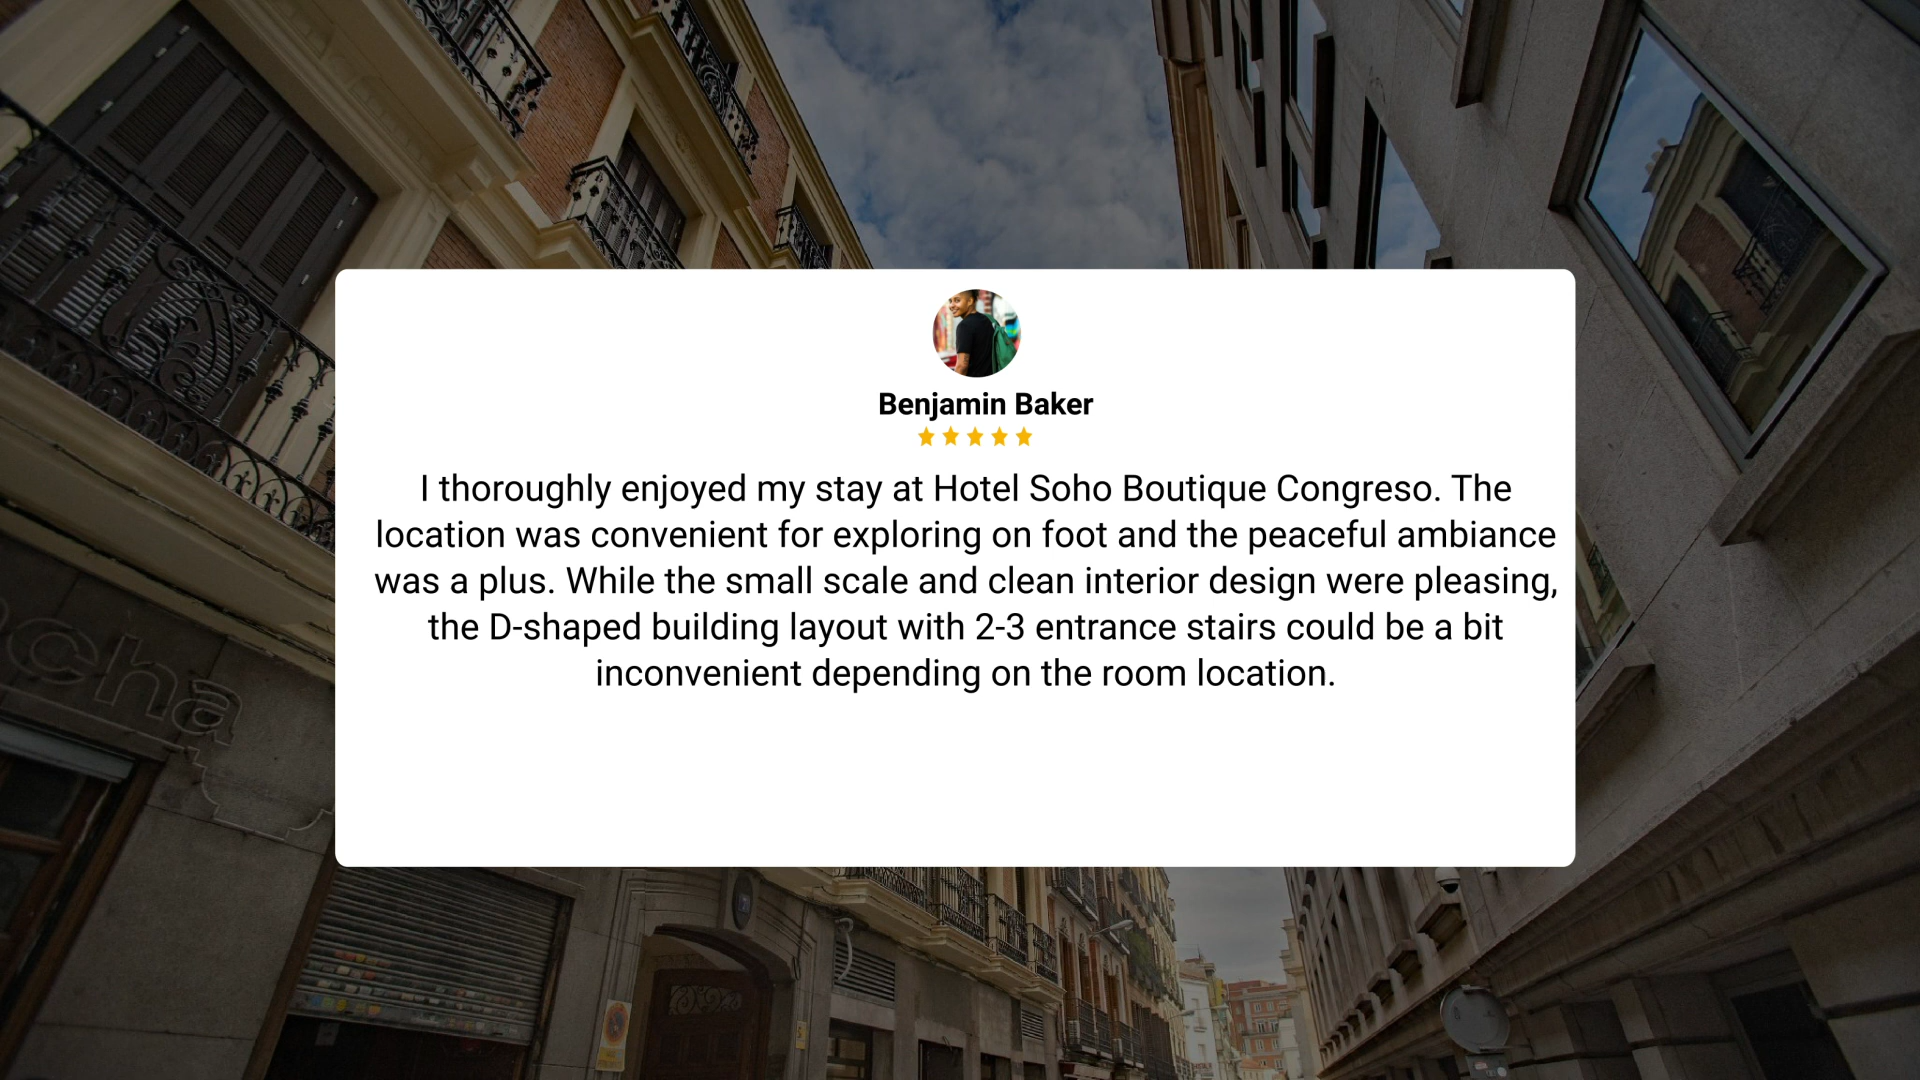 Benjamin Baker
I thoroughly enjoyed my stay at Hotel Soho Boutique Congreso. The
location was convenient for exploring on foot and the peaceful ambiance
was a plus. While the small scale and clean interior design were pleasing,
the D-shaped building layout with 2-3 entrance stairs could be a bit
inconvenient depending on the room location.